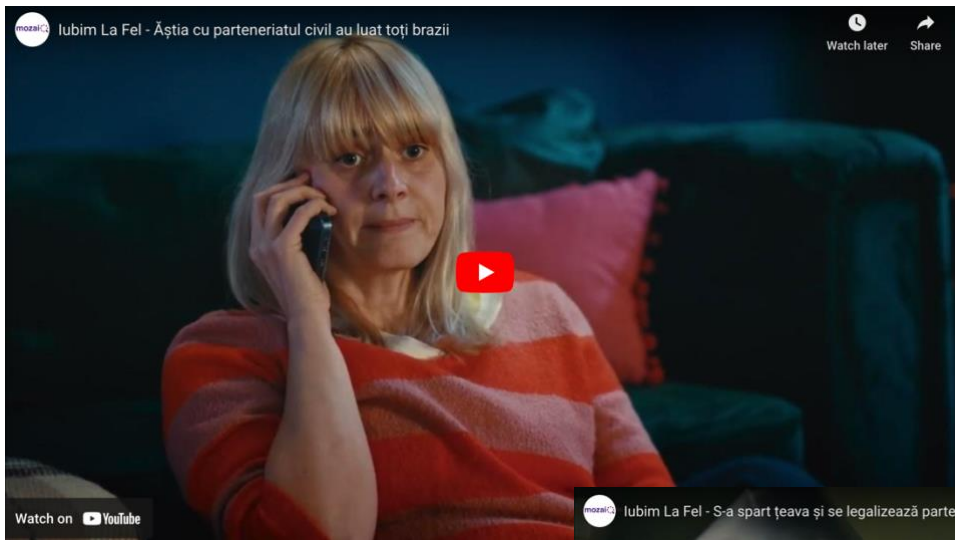 mozaiQ
Iubim La Fel - Ăștia cu parteneriatul civil au luat toți brazii
Watch later
Share
Watch on YouTube
mozaiQ
Iubim La Fel - S-a spart țeava și se legalizează parte